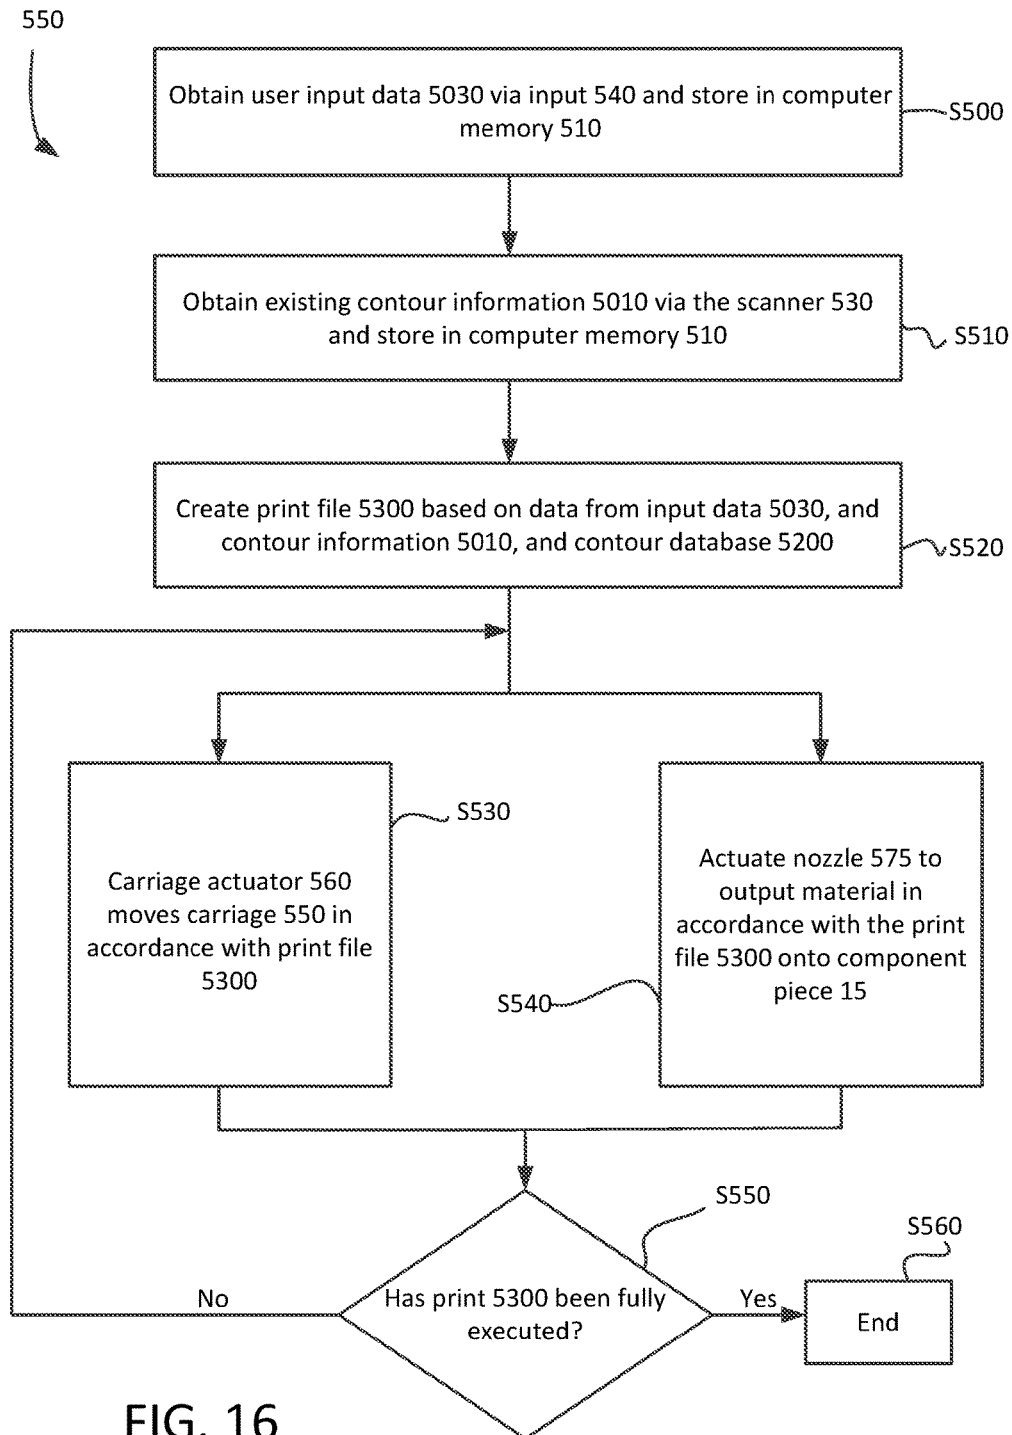 550
Obtain user input data 5030 via input 540 and store in computer
memory 510
S500
Obtain existing contour information 5010 via the scanner 530
and store in computer memory 510
S510
Create print file 5300 based on data from input data 5030, and
contour information 5010, and contour database 5200
S520
Carriage actuator 560
moves carriage 550 in
accordance with print file
5300
S530
Actuate nozzle 575 to
output material in
accordance with the print
file 5300 onto component
piece 15
S540
Has print 5300 been fully
executed?
S550
No
Yes
End
S560
FIG. 16